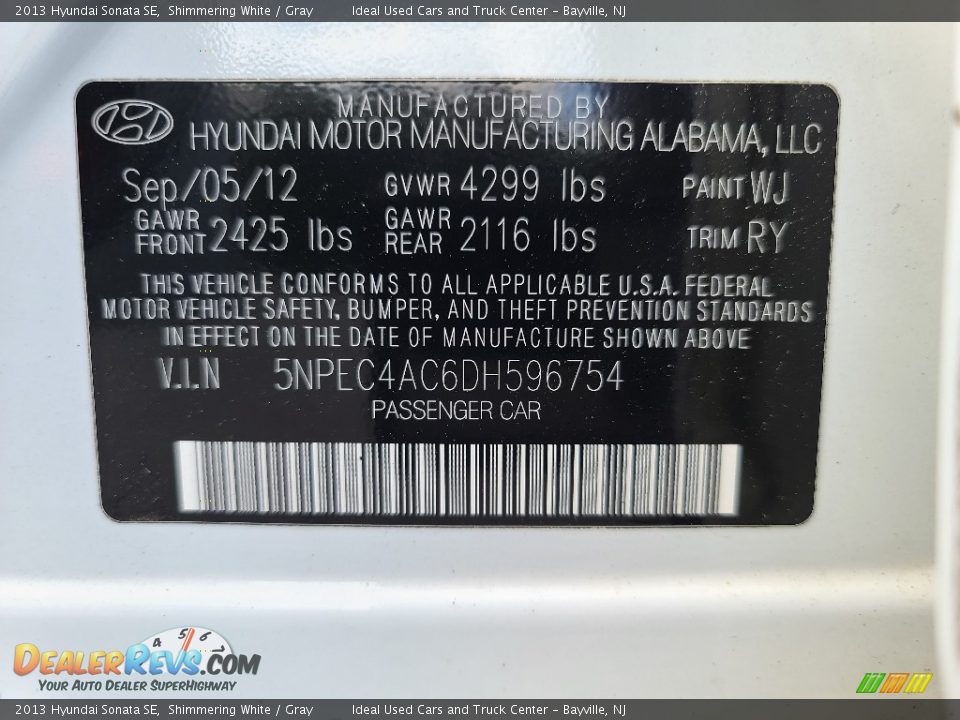 2013 Hyundai Sonata SE,  Shimmering White / Gray        Ideal Used Cars and Truck Center - Bayville, NJ
MANUFACTURED BY
HYUNDAI MOTOR MANUFACTURING ALABAMA, LLC
Sep/05/12 GVWR 4299 lbs PAINT WJ
GAWR FRONT 2425 lbs GAWR REAR 2116 lbs TRIM RY
THIS VEHICLE CONFORMS TO ALL APPLICABLE U.S.A. FEDERAL
MOTOR VEHICLE SAFETY, BUMPER, AND THEFT PREVENTION STANDARDS
IN EFFECT ON THE DATE OF MANUFACTURE SHOWN ABOVE
V.I.N 5NPEC4AC6DH596754
PASSENGER CAR
4 5 6 7
DEALERREVS.COM
YOUR AUTO DEALER SUPERHIGHWAY
2013 Hyundai Sonata SE,  Shimmering White / Gray        Ideal Used Cars and Truck Center - Bayville, NJ